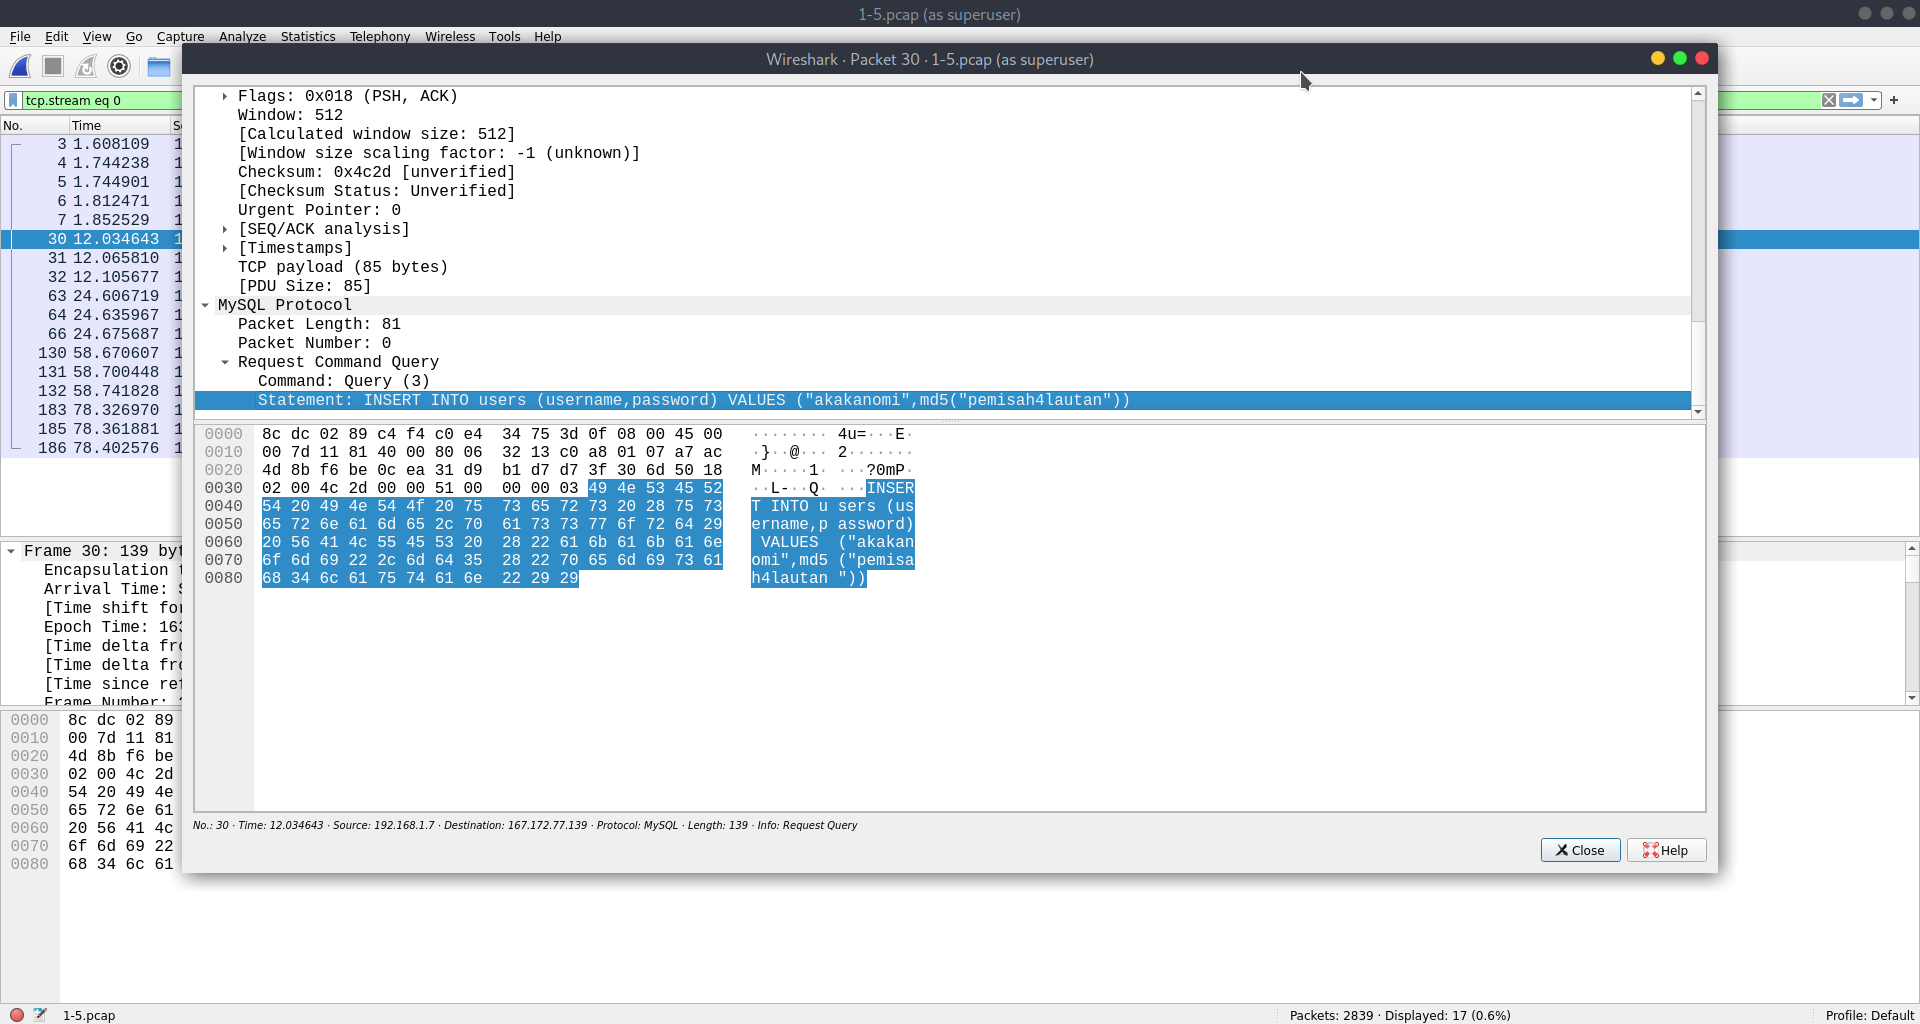 1-5.pcap (as superuser)
File Edit View Go Capture Analyze Statistics Telephony Wireless Tools Help
Wireshark · Packet 30 · 1-5.pcap (as superuser)
tcp.stream eq 0
No. Time
3 1.608109 1
4 1.744238 1
5 1.744901 1
6 1.812471 1
7 1.852529 1
30 12.034643 1
31 12.065810 1
32 12.105677 1
63 24.606719 1
64 24.635967 1
66 24.675687 1
130 58.670607 1
131 58.700448 1
132 58.741828 1
183 78.326970 1
185 78.361881 1
186 78.402576 1
Flags: 0x018 (PSH, ACK)
Window: 512
[Calculated window size: 512]
[Window size scaling factor: -1 (unknown)]
Checksum: 0x4c2d [unverified]
[Checksum Status: Unverified]
Urgent Pointer: 0
[SEQ/ACK analysis]
[Timestamps]
TCP payload (85 bytes)
[PDU Size: 85]
MySQL Protocol
Packet Length: 81
Packet Number: 0
Request Command Query
Command: Query (3)
Statement: INSERT INTO users (username,password) VALUES ("akakanomi",md5("pemisah4lautan"))
0000 8c dc 02 89 c4 f4 c0 e4 34 75 3d 0f 08 00 45 00 ········ 4u=···E·
0010 00 7d 11 81 40 00 80 06 32 13 c0 a8 01 07 a7 ac ·}··@··· 2·······
0020 4d 8b f6 be 0c ea 31 d9 b1 d7 d7 3f 30 6d 50 18 M·····1· ···?0mP·
0030 02 00 4c 2d 00 00 51 00 00 00 03 49 4e 53 45 52 ··L-··Q· ···INSER
0040 54 20 49 4e 54 4f 20 75 73 65 72 73 20 28 75 73 T INTO u sers (us
0050 65 72 6e 61 6d 65 2c 70 61 73 73 77 6f 72 64 29 ername,p assword)
0060 20 56 41 4c 55 45 53 20 28 22 61 6b 61 6b 61 6e VALUES ("akakan
0070 6f 6d 69 22 2c 6d 64 35 28 22 70 65 6d 69 73 61 omi",md5 ("pemisa
0080 68 34 6c 61 75 74 61 6e 22 29 29 h4lautan "))
No.: 30 · Time: 12.034643 · Source: 192.168.1.7 · Destination: 167.172.77.139 · Protocol: MySQL · Length: 139 · Info: Request Query
Close Help
Frame 30: 139 byt
Encapsulation t
Arrival Time: S
[Time shift for
Epoch Time: 163
[Time delta fro
[Time delta fro
[Time since ref
Frame Number:
0000 8c dc 02 89
0010 00 7d 11 81
0020 4d 8b f6 be
0030 02 00 4c 2d
0040 54 20 49 4e
0050 65 72 6e 61
0060 20 56 41 4c
0070 6f 6d 69 22
0080 68 34 6c 61
1-5.pcap
Packets: 2839 · Displayed: 17 (0.6%)
Profile: Default